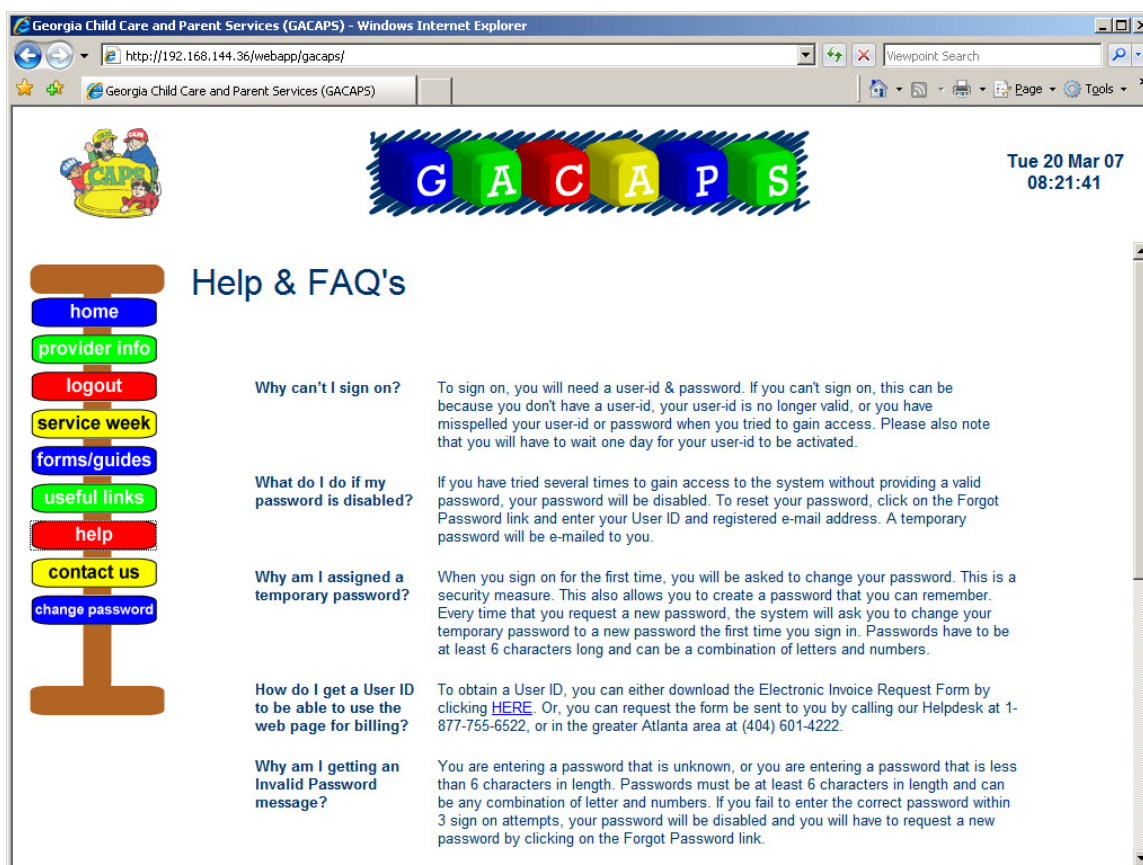 Georgia Child Care and Parent Services (GACAPS) - Windows Internet Explorer
http://192.168.144.36/webapp/gacaps/
Viewpoint Search
Georgia Child Care and Parent Services (GACAPS)
Page
Tools
CAPS
GACAPS
Tue 20 Mar 07
08:21:41
home
provider info
logout
service week
forms/guides
useful links
help
contact us
change password
Help & FAQ's
Why can't I sign on?
To sign on, you will need a user-id & password. If you can't sign on, this can be
because you don't have a user-id, your user-id is no longer valid, or you have
misspelled your user-id or password when you tried to gain access. Please also note
that you will have to wait one day for your user-id to be activated.
What do I do if my
password is disabled?
If you have tried several times to gain access to the system without providing a valid
password, your password will be disabled. To reset your password, click on the Forgot
Password link and enter your User ID and registered e-mail address. A temporary
password will be e-mailed to you.
Why am I assigned a
temporary password?
When you sign on for the first time, you will be asked to change your password. This is a
security measure. This also allows you to create a password that you can remember.
Every time that you request a new password, the system will ask you to change your
temporary password to a new password the first time you sign in. Passwords have to be
at least 6 characters long and can be a combination of letters and numbers.
How do I get a User ID
to be able to use the
web page for billing?
To obtain a User ID, you can either download the Electronic Invoice Request Form by
clicking HERE. Or, you can request the form be sent to you by calling our Helpdesk at 1-
877-755-6522, or in the greater Atlanta area at (404) 601-4222.
Why am I getting an
Invalid Password
message?
You are entering a password that is unknown, or you are entering a password that is less
than 6 characters in length. Passwords must be at least 6 characters in length and can
be any combination of letter and numbers. If you fail to enter the correct password within
3 sign on attempts, your password will be disabled and you will have to request a new
password by clicking on the Forgot Password link.